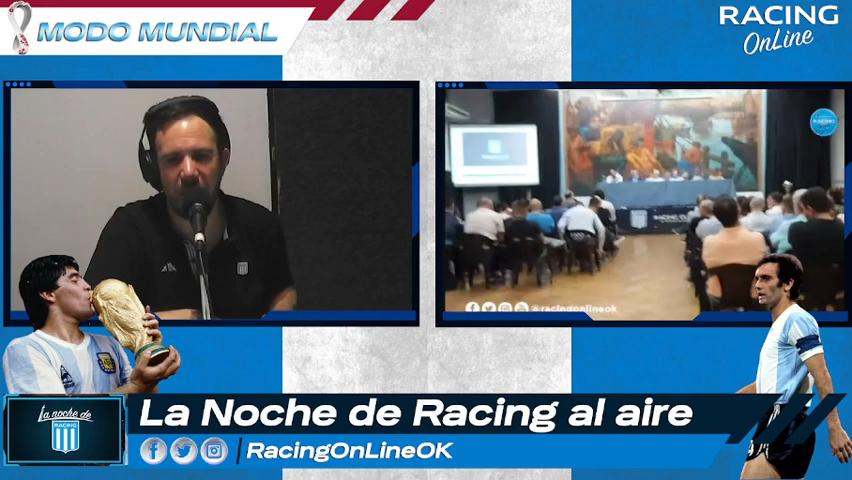 MODO MUNDIAL
RACING
OnLine
@racingonlineok
La noche de
RACING
La Noche de Racing al aire
RacingOnLineOK